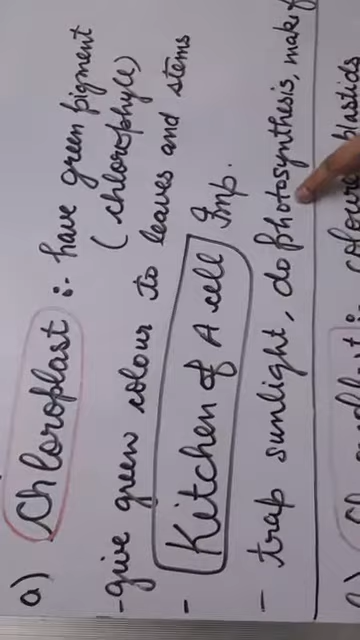 a) Chloroplast :- have green pigment
(chlorophyll)
- give green colour to leaves and stems
- Kitchen of A cell Imp.
- trap sunlight, do photosynthesis, make